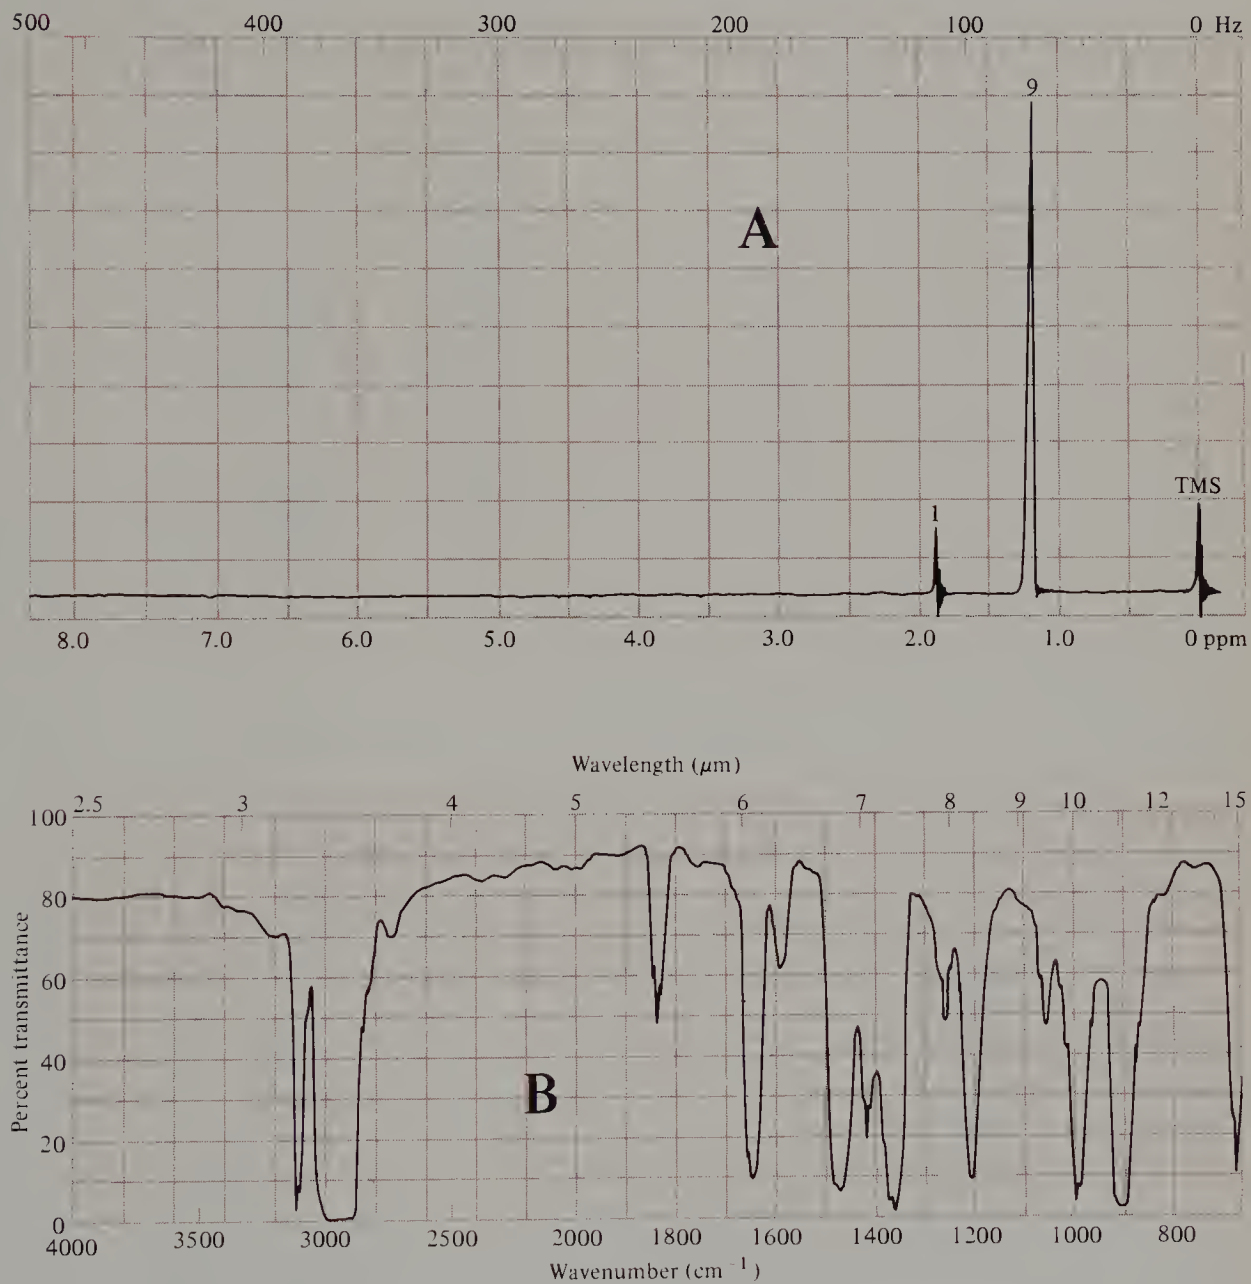 500 400 300 200 100 0 Hz
9
A
TMS
1
8.0 7.0 6.0 5.0 4.0 3.0 2.0 1.0 0 ppm
Wavelength (μm)
2.5 3 4 5 6 7 8 9 10 12 15
100
80
60
40
20
0
Percent transmittance
B
4000 3500 3000 2500 2000 1800 1600 1400 1200 1000 800
Wavenumber (cm⁻¹)